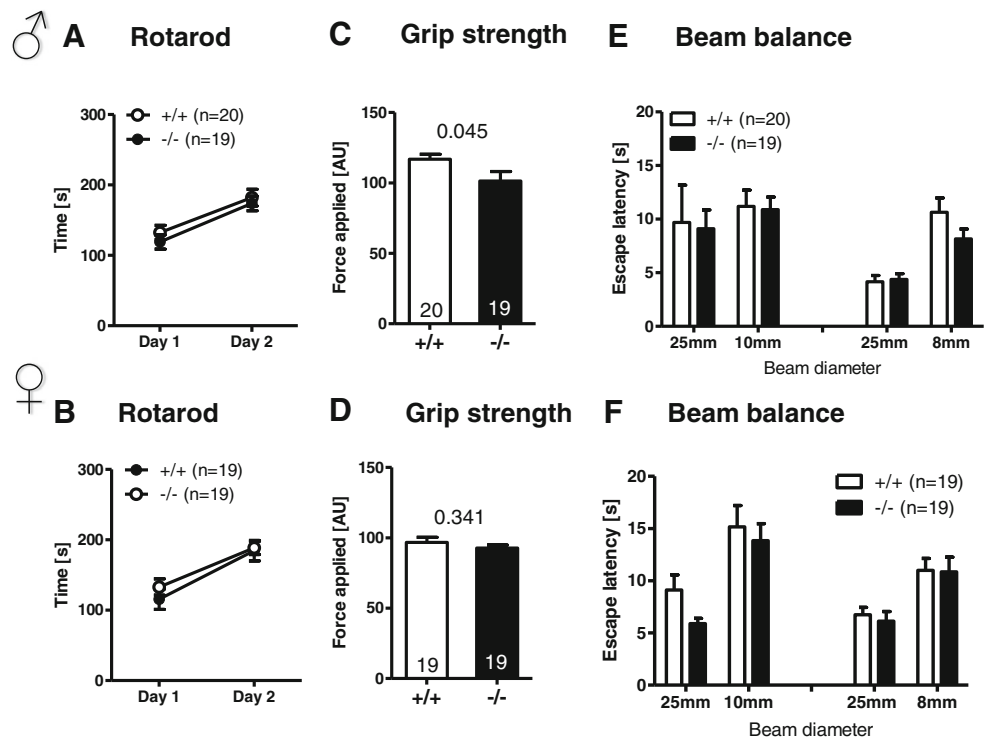 ♂ A Rotarod
300
200
100
0
Time [s]
+/+ (n=20)
-/- (n=19)
Day 1 Day 2
C Grip strength
150
100
50
0
Force applied [AU]
0.045
20 19
+/+ -/-
E Beam balance
20
15
10
5
0
Escape latency [s]
+/+ (n=20)
-/- (n=19)
25mm 10mm 25mm 8mm
Beam diameter
♀ B Rotarod
300
200
100
0
Time [s]
+/+ (n=19)
-/- (n=19)
Day 1 Day 2
D Grip strength
150
100
50
0
Force applied [AU]
0.341
19 19
+/+ -/-
F Beam balance
20
15
10
5
0
Escape latency [s]
+/+ (n=19)
-/- (n=19)
25mm 10mm 25mm 8mm
Beam diameter